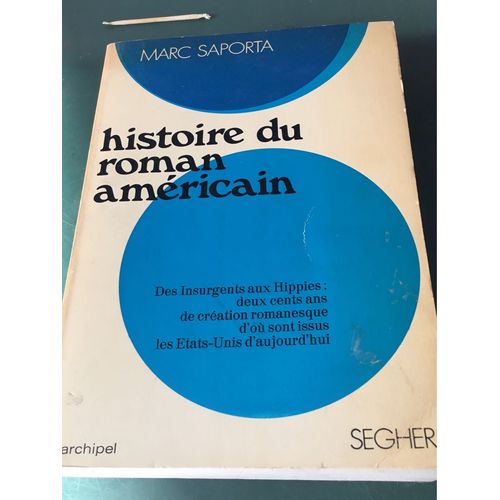 MARC SAPORTA
histoire du
roman
américain
Des Insurgents aux Hippies :
deux cents ans
de création romanesque
d'où sont issus
les Etats-Unis d'aujourd'hui
archipel
SEGHER